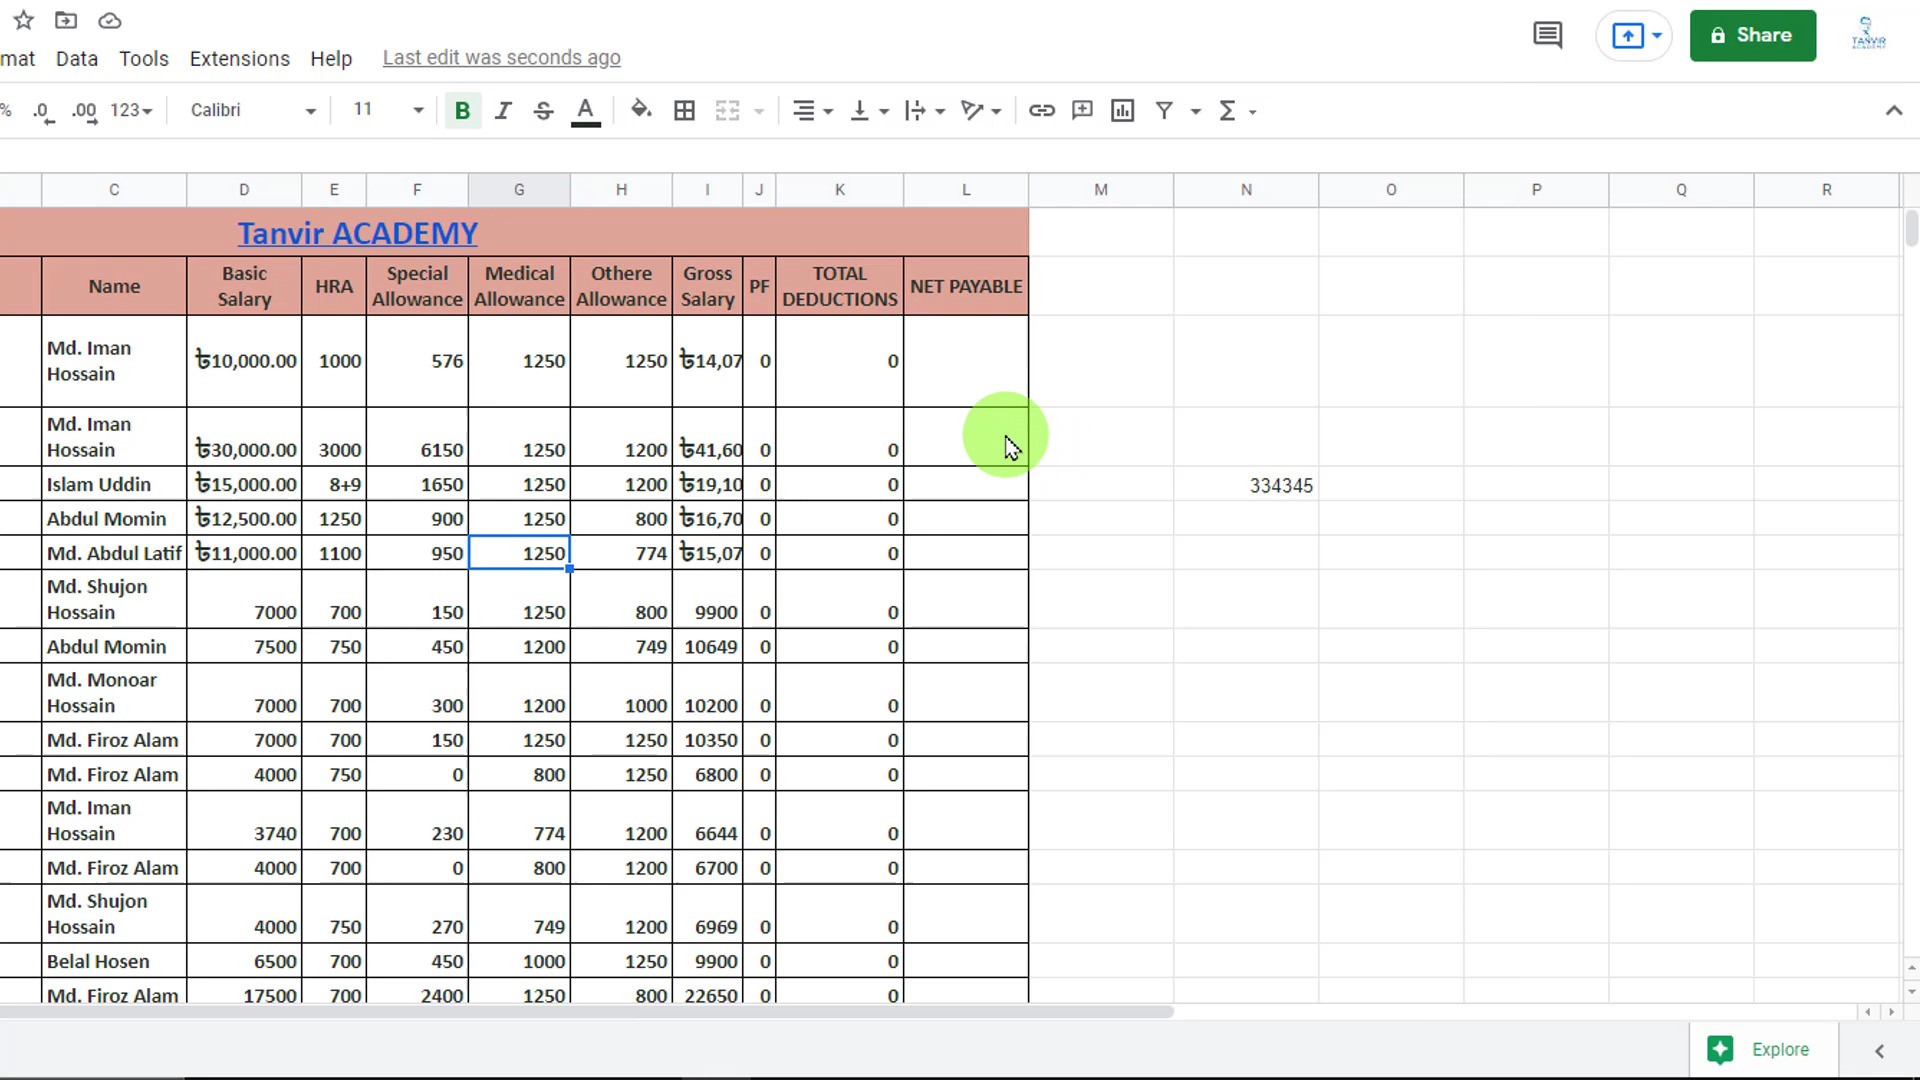 Share
TANVIR
ACADEMY
mat Data Tools Extensions Help Last edit was seconds ago
% .0 .00 123 Calibri 11 B I S A Σ
C D E F G H I J K L M N O P Q R
Tanvir ACADEMY
Name Basic Salary HRA Special Allowance Medical Allowance Othere Allowance Gross Salary PF TOTAL DEDUCTIONS NET PAYABLE
Md. Iman Hossain ৳10,000.00 1000 576 1250 1250 ৳14,07 0 0
Md. Iman Hossain ৳30,000.00 3000 6150 1250 1200 ৳41,60 0 0
Islam Uddin ৳15,000.00 8+9 1650 1250 1200 ৳19,10 0 0 334345
Abdul Momin ৳12,500.00 1250 900 1250 800 ৳16,70 0 0
Md. Abdul Latif ৳11,000.00 1100 950 1250 774 ৳15,07 0 0
Md. Shujon Hossain 7000 700 150 1250 800 9900 0 0
Abdul Momin 7500 750 450 1200 749 10649 0 0
Md. Monoar Hossain 7000 700 300 1200 1000 10200 0 0
Md. Firoz Alam 7000 700 150 1250 1250 10350 0 0
Md. Firoz Alam 4000 750 0 800 1250 6800 0 0
Md. Iman Hossain 3740 700 230 774 1200 6644 0 0
Md. Firoz Alam 4000 700 0 800 1200 6700 0 0
Md. Shujon Hossain 4000 750 270 749 1200 6969 0 0
Belal Hosen 6500 700 450 1000 1250 9900 0 0
Md. Firoz Alam 17500 700 2400 1250 800 22650 0 0
Explore